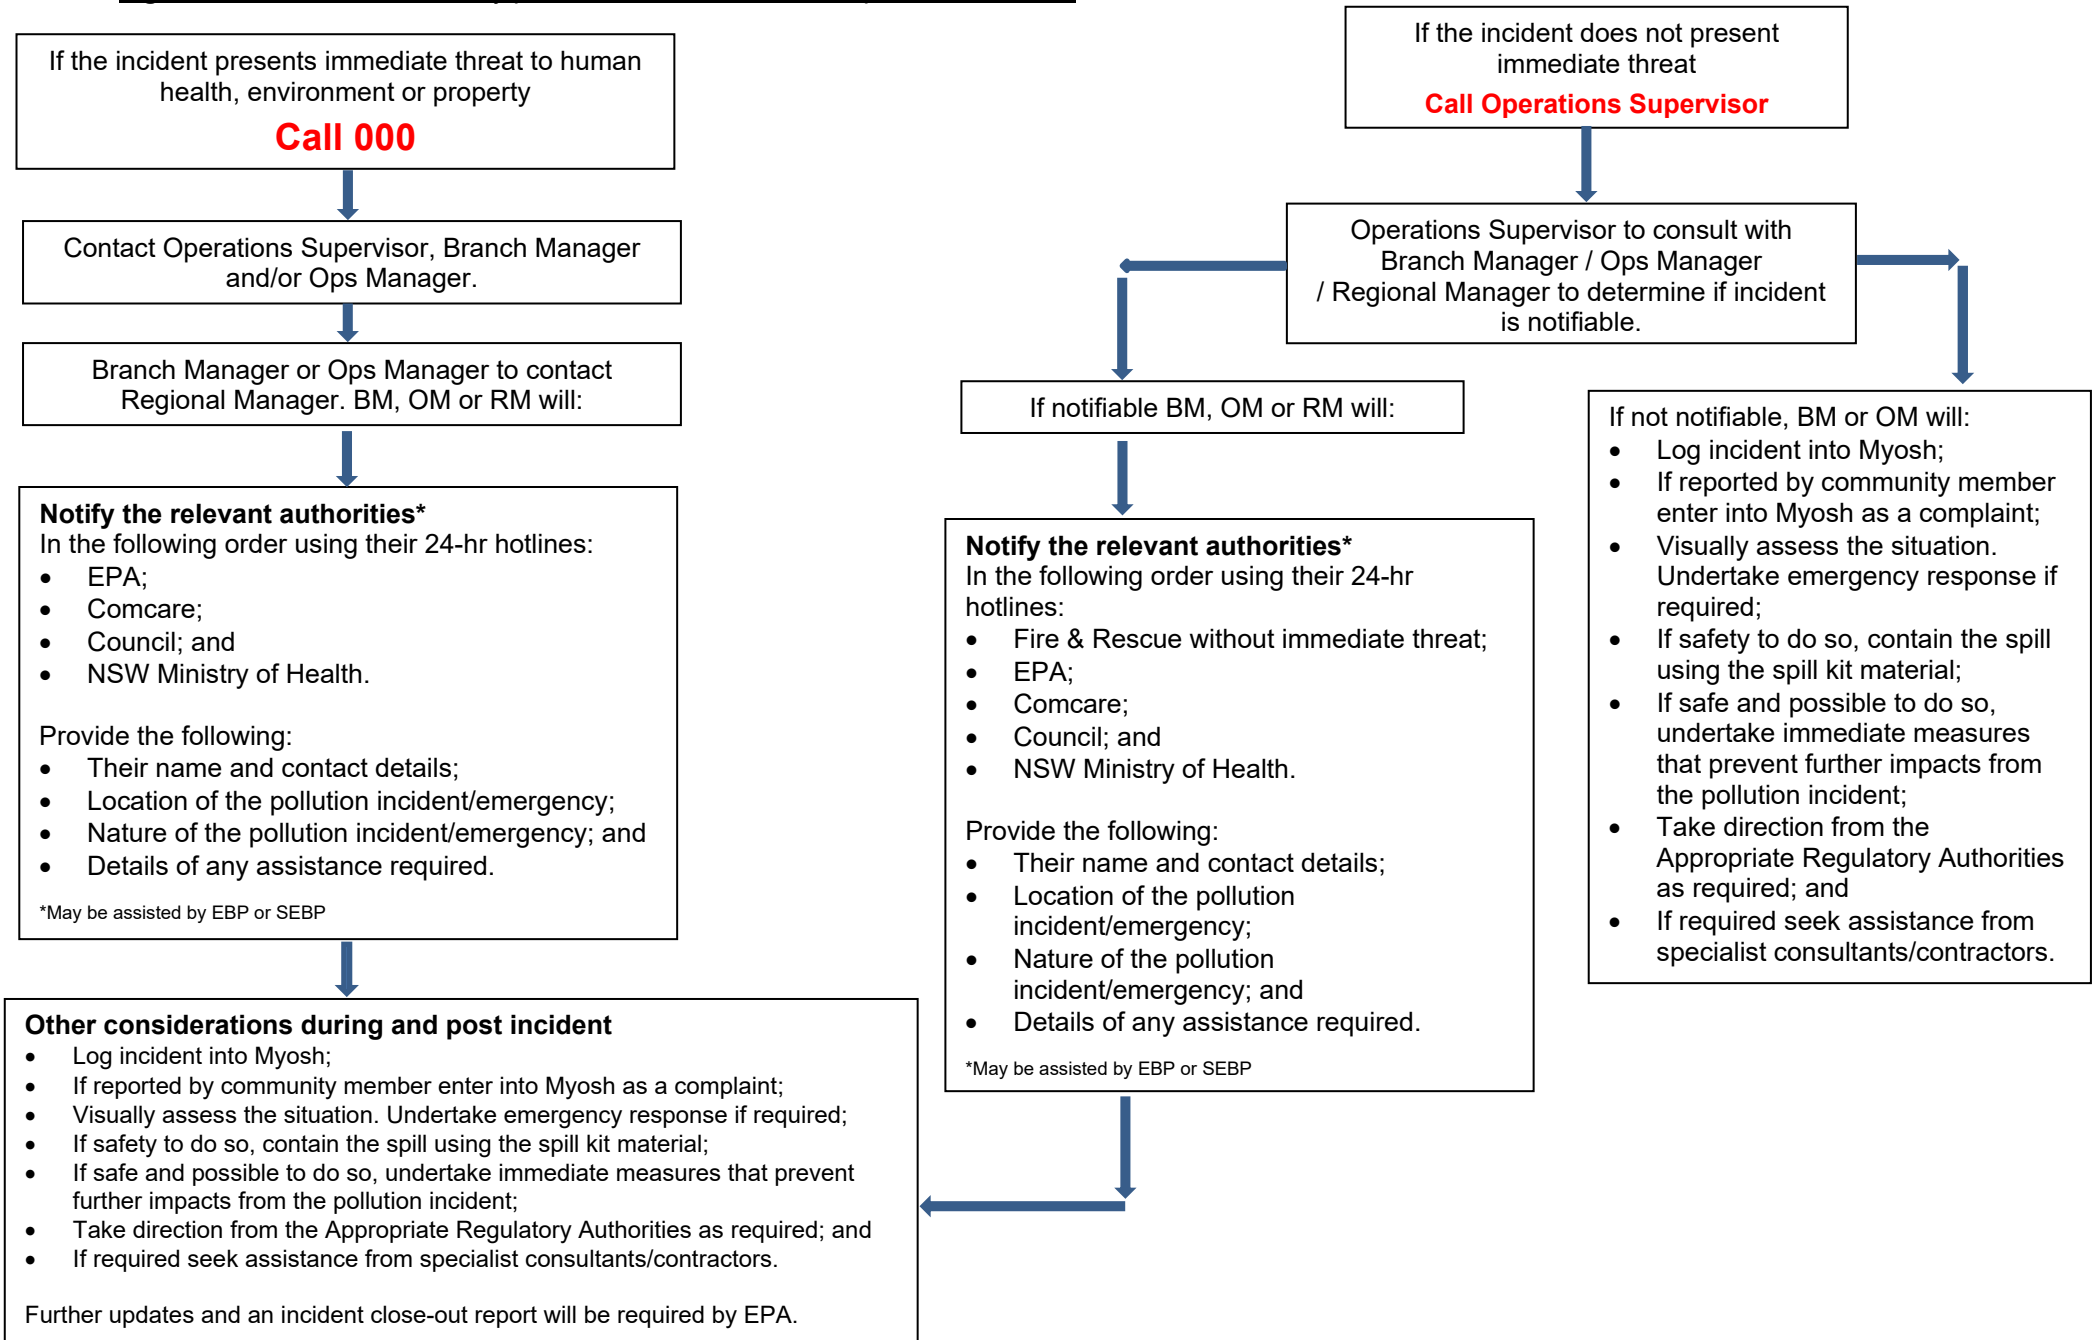 If the incident presents immediate threat to human
health, environment or property
Call 000
Contact Operations Supervisor, Branch Manager
and/or Ops Manager.
Branch Manager or Ops Manager to contact
Regional Manager. BM, OM or RM will:
Notify the relevant authorities*
In the following order using their 24-hr hotlines:
• EPA;
• Comcare;
• Council; and
• NSW Ministry of Health.
Provide the following:
• Their name and contact details;
• Location of the pollution incident/emergency;
• Nature of the pollution incident/emergency; and
• Details of any assistance required.
*May be assisted by EBP or SEBP
Other considerations during and post incident
• Log incident into Myosh;
• If reported by community member enter into Myosh as a complaint;
• Visually assess the situation. Undertake emergency response if required;
• If safety to do so, contain the spill using the spill kit material;
• If safe and possible to do so, undertake immediate measures that prevent
further impacts from the pollution incident;
• Take direction from the Appropriate Regulatory Authorities as required; and
• If required seek assistance from specialist consultants/contractors.
Further updates and an incident close-out report will be required by EPA.
If the incident does not present
immediate threat
Call Operations Supervisor
Operations Supervisor to consult with
Branch Manager / Ops Manager
/ Regional Manager to determine if incident
is notifiable.
If notifiable BM, OM or RM will:
Notify the relevant authorities*
In the following order using their 24-hr
hotlines:
• Fire & Rescue without immediate threat;
• EPA;
• Comcare;
• Council; and
• NSW Ministry of Health.
Provide the following:
• Their name and contact details;
• Location of the pollution
incident/emergency;
• Nature of the pollution
incident/emergency; and
• Details of any assistance required.
*May be assisted by EBP or SEBP
If not notifiable, BM or OM will:
• Log incident into Myosh;
• If reported by community member
enter into Myosh as a complaint;
• Visually assess the situation.
Undertake emergency response if
required;
• If safety to do so, contain the spill
using the spill kit material;
• If safe and possible to do so,
undertake immediate measures
that prevent further impacts from
the pollution incident;
• Take direction from the
Appropriate Regulatory Authorities
as required; and
• If required seek assistance from
specialist consultants/contractors.